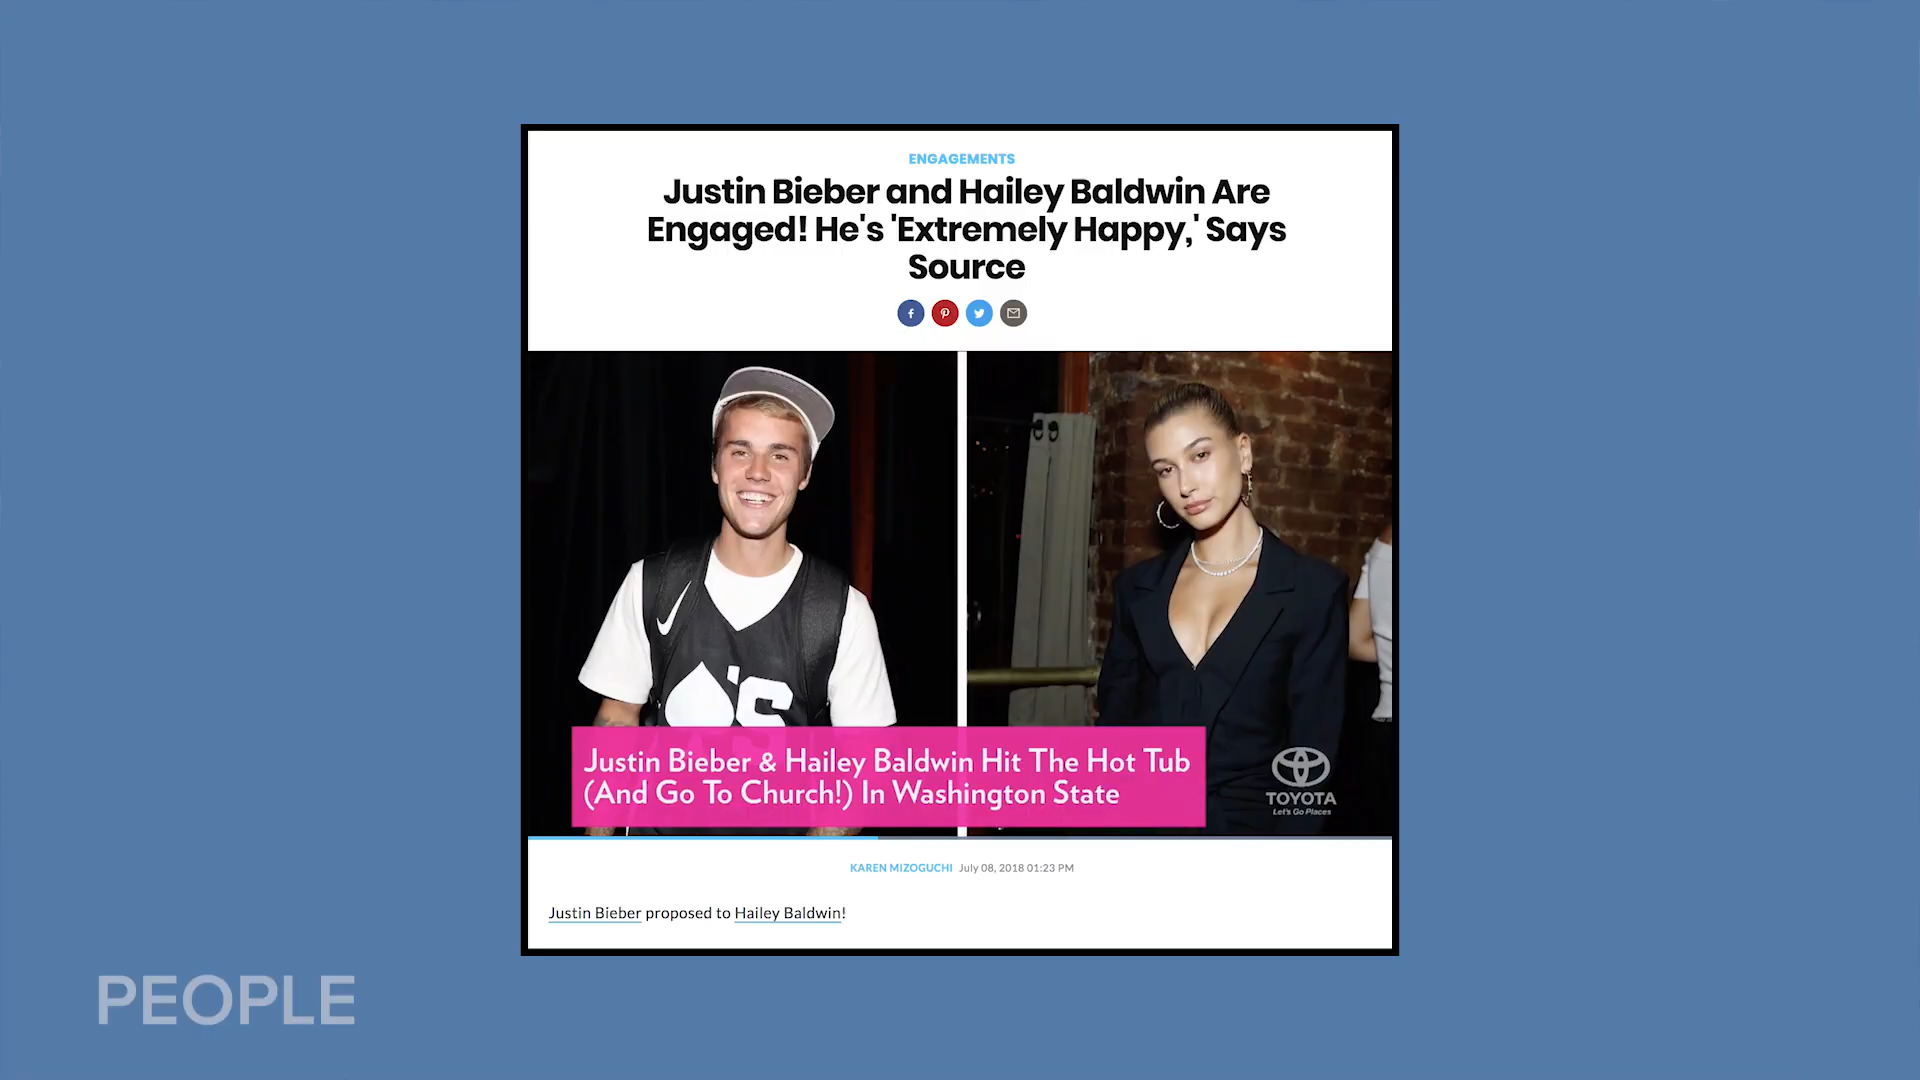 ENGAGEMENTS
Justin Bieber and Hailey Baldwin Are
Engaged! He's 'Extremely Happy,' Says
Source
'S
Justin Bieber & Hailey Baldwin Hit The Hot Tub
(And Go To Church!) In Washington State
TOYOTA
Let's Go Places
KAREN MIZOGUCHI July 08, 2018 01:23 PM
Justin Bieber proposed to Hailey Baldwin!
PEOPLE